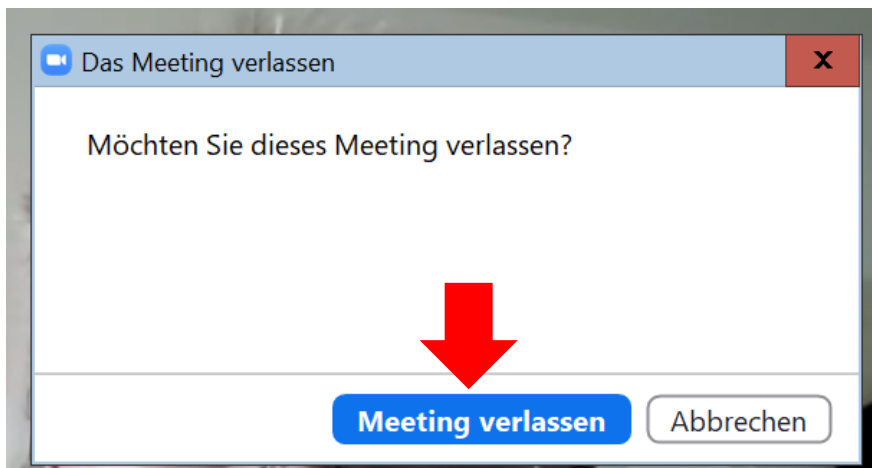 Das Meeting verlassen
Möchten Sie dieses Meeting verlassen?
Meeting verlassen
Abbrechen